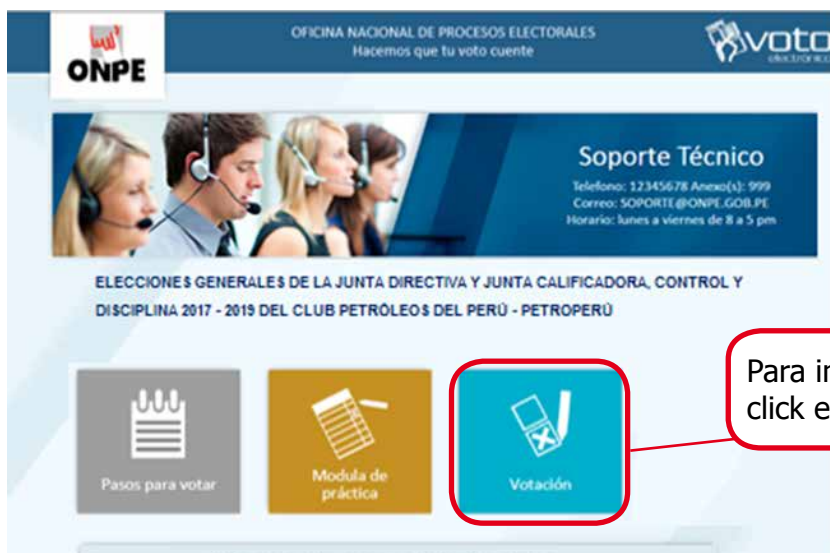 ONPE
OFICINA NACIONAL DE PROCESOS ELECTORALES
Hacemos que tu voto cuente
voto
electrónico
Soporte Técnico
Telefono: 12345678 Anexo(s): 999
Correo: SOPORTE@ONPE.GOB.PE
Horario: lunes a viernes de 8 a 5 pm
ELECCIONES GENERALES DE LA JUNTA DIRECTIVA Y JUNTA CALIFICADORA, CONTROL Y
DISCIPLINA 2017 - 2019 DEL CLUB PETRÓLEOS DEL PERÚ - PETROPERÚ
Para
click
Pasos para votar
Modula de
práctica
Votación